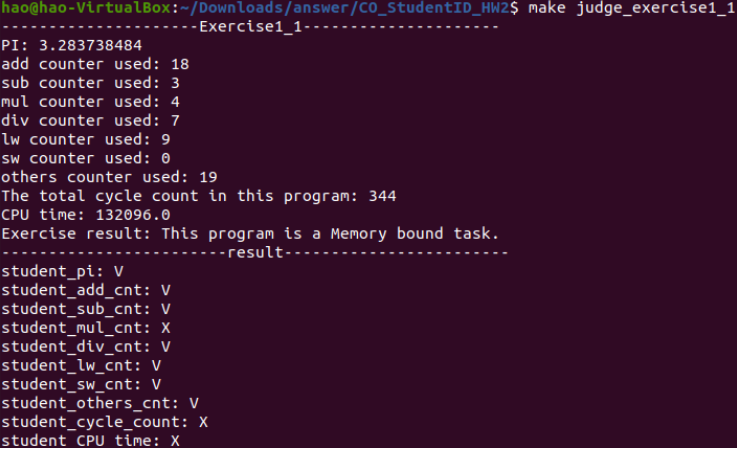 hao@hao-VirtualBox:~/Downloads/answer/CO_StudentID_HW2$ make judge_exercise1_1
---------------------Exercise1_1---------------------
PI: 3.283738484
add counter used: 18
sub counter used: 3
mul counter used: 4
div counter used: 7
lw counter used: 9
sw counter used: 0
others counter used: 19
The total cycle count in this program: 344
CPU time: 132096.0
Exercise result: This program is a Memory bound task.
------------------------result------------------------
student_pi: V
student_add_cnt: V
student_sub_cnt: V
student_mul_cnt: X
student_div_cnt: V
student_lw_cnt: V
student_sw_cnt: V
student_others_cnt: V
student_cycle_count: X
student CPU time: X